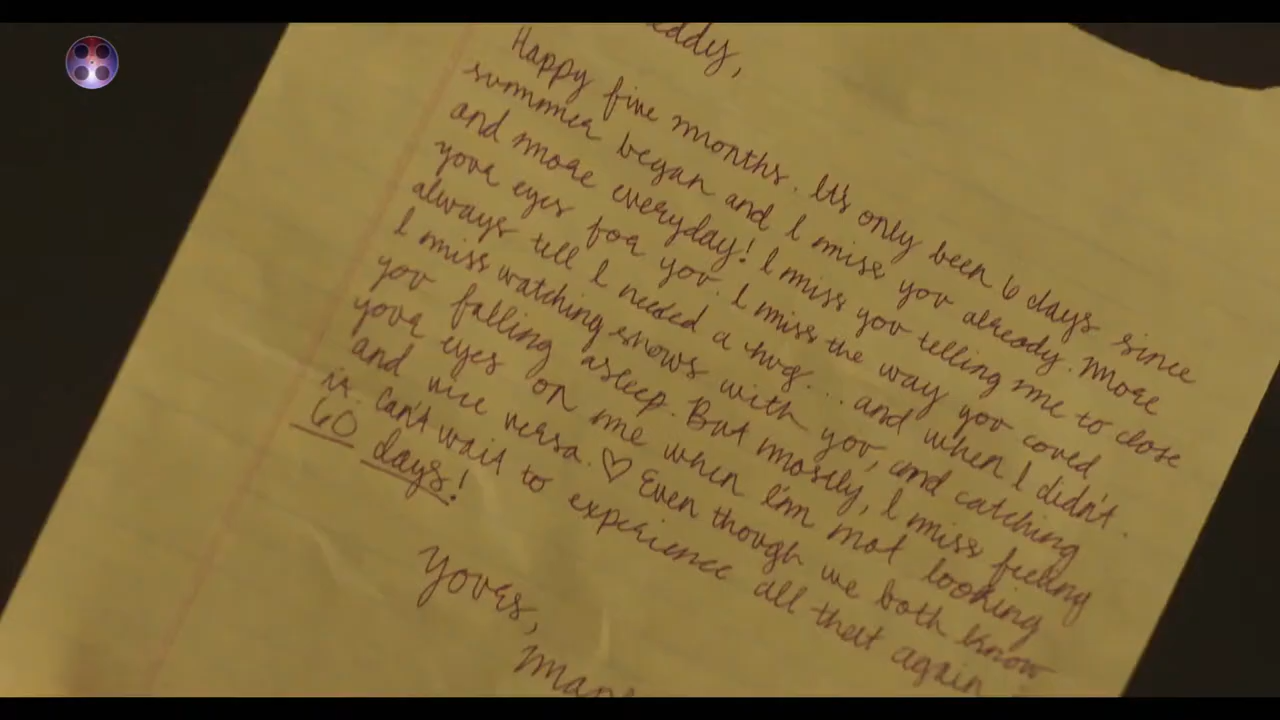 eddy,
Happy five months. It's only been 6 days since
summer began and I miss you already. More
and more everyday! I miss you telling me to close
your eyes for you. I miss the way you could
always tell I needed a hug... and when I didn't.
I miss watching shows with you, and catching
you falling asleep. But mostly, I miss feeling
your eyes on me when I'm not looking
and vice versa. ♡ Even though we both know
it. Can't wait to experience all that again
60 days!
Yours,